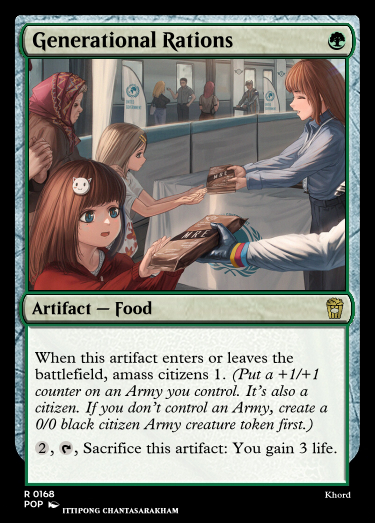 Generational Rations
MRE
MRE
Artifact — Food
When this artifact enters or leaves the
battlefield, amass citizens 1. (Put a +1/+1
counter on an Army you control. It's also a
citizen. If you don't control an Army, create a
0/0 black citizen Army creature token first.)
2, , Sacrifice this artifact: You gain 3 life.
R 0168
Khord
POP ITTIPONG CHANTASARAKHAM